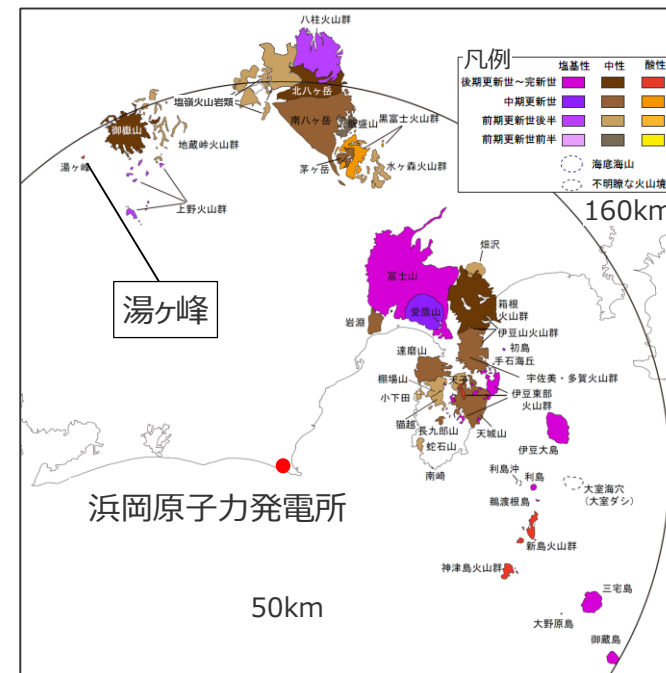 八柱火山群
凡例
塩基性 中性 酸性
後期更新世～完新世
中期更新世
前期更新世後半
前期更新世前半
海底海山
不明瞭な火山境
160km
塩嶺火山岩類
北八ヶ岳
御嶽山
南八ヶ岳
飯盛山
黒富士火山群
地蔵峠火山群
湯ヶ峰
茅ヶ岳
水ヶ森火山群
上野火山群
湯ヶ峰
畑沢
富士山
愛鷹山
箱根
火山群
岩淵
伊豆山火山群
初島
達磨山
手石海丘
天子
棚場山
宇佐美・多賀火山群
小下田
伊豆東部
火山群
猫越
長九郎山
天城山
蛇石山
伊豆大島
南崎
利島沖
利島
大室海穴
（大室ダシ）
鵜渡根島
浜岡原子力発電所
新島火山群
神津島火山群
50km
三宅島
大野原島
御蔵島